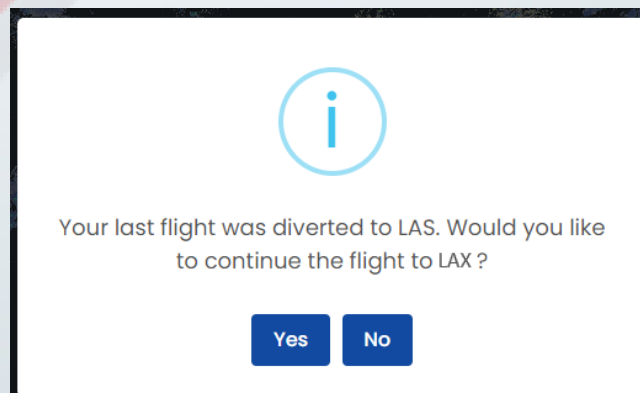 Your last flight was diverted to LAS. Would you like
to continue the flight to LAX ?
Yes No